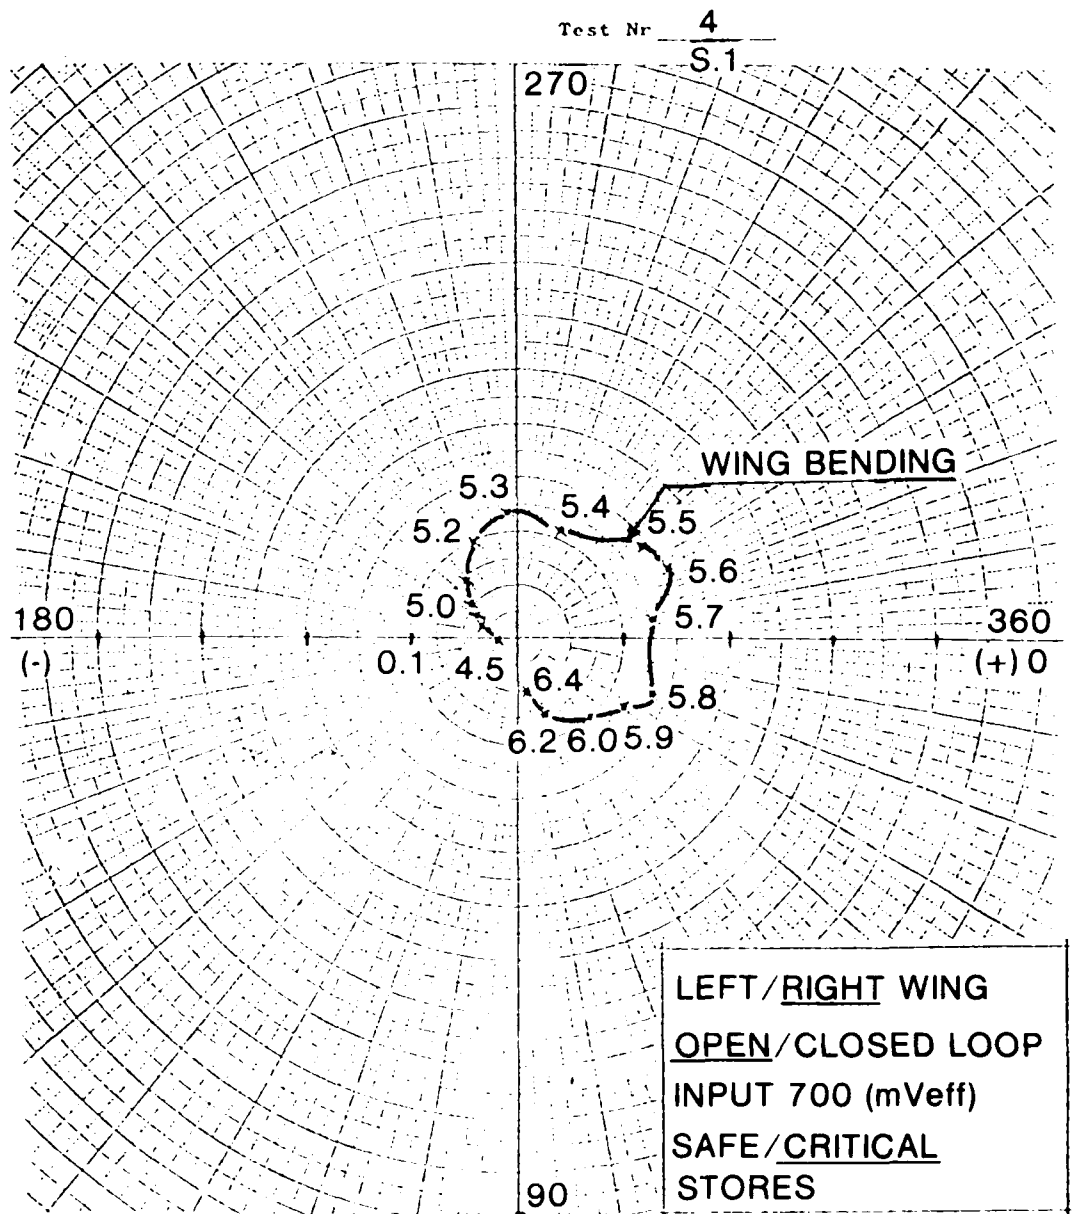 Test Nr 4
S.1
270
WING BENDING
5.3
5.4
5.5
5.2
5.6
5.0
5.7
180
360
(-)
0.1
4.5
(+) 0
6.4
5.8
6.2 6.0 5.9
LEFT/RIGHT WING
OPEN/CLOSED LOOP
INPUT 700 (mVeff)
SAFE/CRITICAL
STORES
90